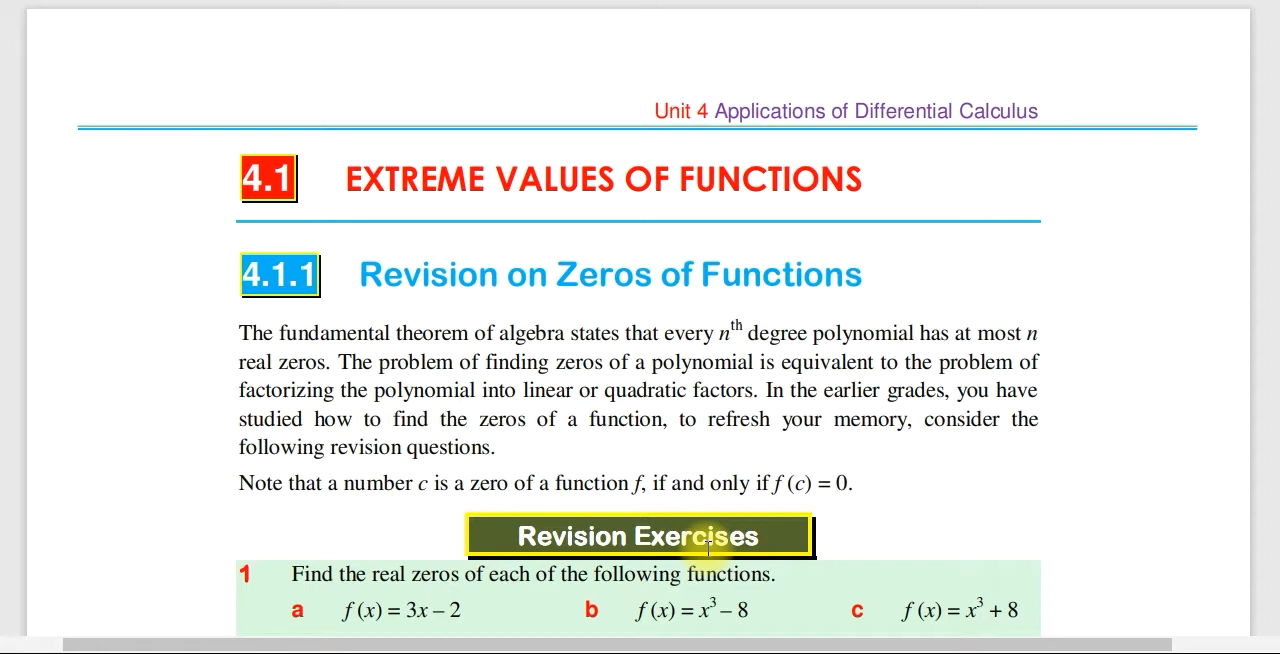 Unit 4 Applications of Differential Calculus
4.1 EXTREME VALUES OF FUNCTIONS
4.1.1 Revision on Zeros of Functions
The fundamental theorem of algebra states that every nᵗʰ degree polynomial has at most n
real zeros. The problem of finding zeros of a polynomial is equivalent to the problem of
factorizing the polynomial into linear or quadratic factors. In the earlier grades, you have
studied how to find the zeros of a function, to refresh your memory, consider the
following revision questions.
Note that a number c is a zero of a function f, if and only if f (c) = 0.
Revision Exercises
1 Find the real zeros of each of the following functions.
a f (x) = 3x – 2 b f (x) = x³ – 8 c f (x) = x³ + 8